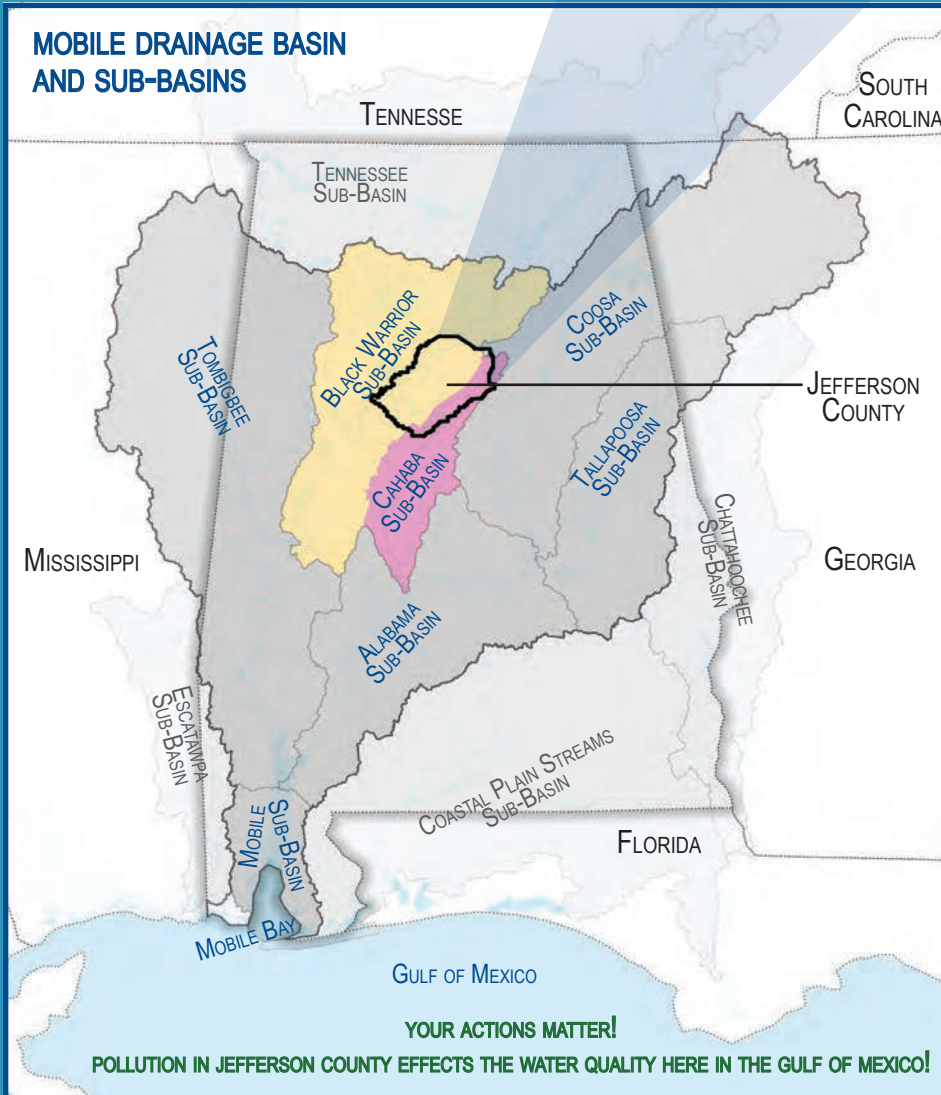 MOBILE DRAINAGE BASIN
AND SUB-BASINS
SOUTH
CAROLINA
TENNESSE
TENNESSEE
SUB-BASIN
BLACK WARRIOR
SUB-BASIN
COOSA
SUB-BASIN
TOMBIGBEE
SUB-BASIN
JEFFERSON
COUNTY
TALLAPOOSA
SUB-BASIN
CAHABA
SUB-BASIN
CHATTAHOOCHEE
SUB-BASIN
MISSISSIPPI
GEORGIA
ALABAMA
SUB-BASIN
ESCATAWPA
SUB-BASIN
COASTAL PLAIN STREAMS
SUB-BASIN
MOBILE
SUB-BASIN
FLORIDA
MOBILE BAY
GULF OF MEXICO
YOUR ACTIONS MATTER!
POLLUTION IN JEFFERSON COUNTY EFFECTS THE WATER QUALITY HERE IN THE GULF OF MEXICO!